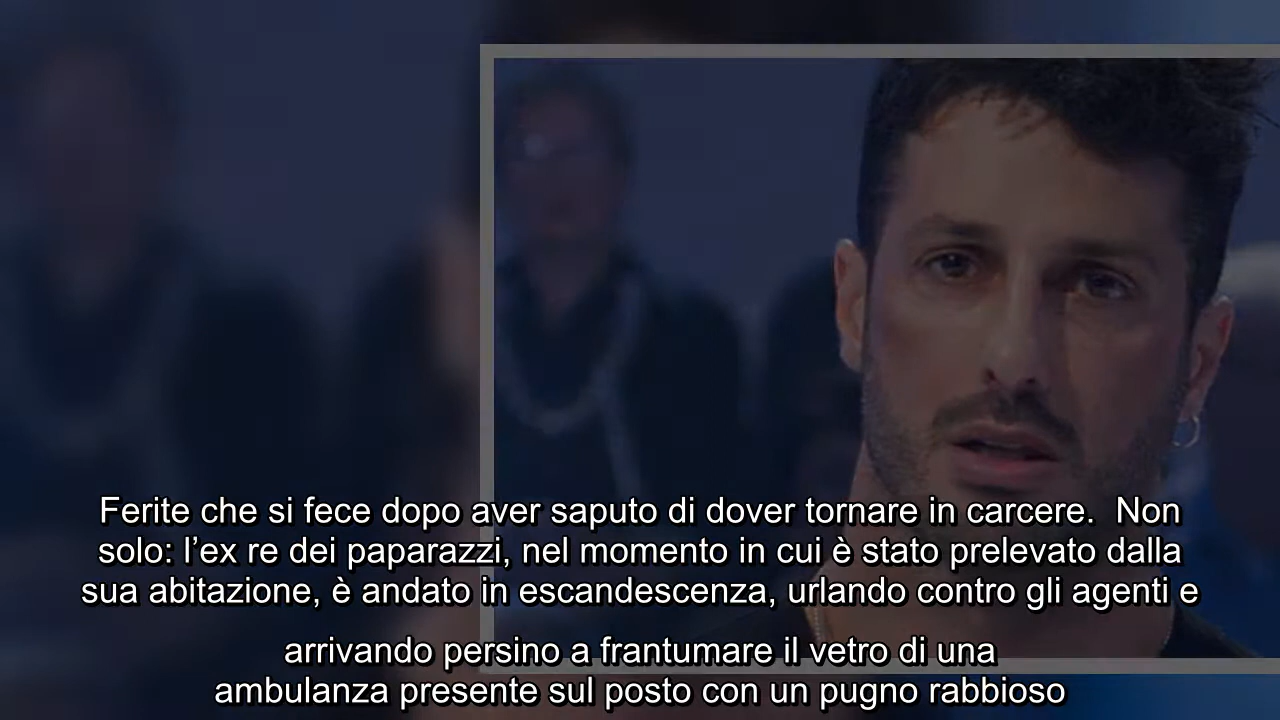 Ferite che si fece dopo aver saputo di dover tornare in carcere.  Non
solo: l’ex re dei paparazzi, nel momento in cui è stato prelevato dalla
sua abitazione, è andato in escandescenza, urlando contro gli agenti e
arrivando persino a frantumare il vetro di una
ambulanza presente sul posto con un pugno rabbioso